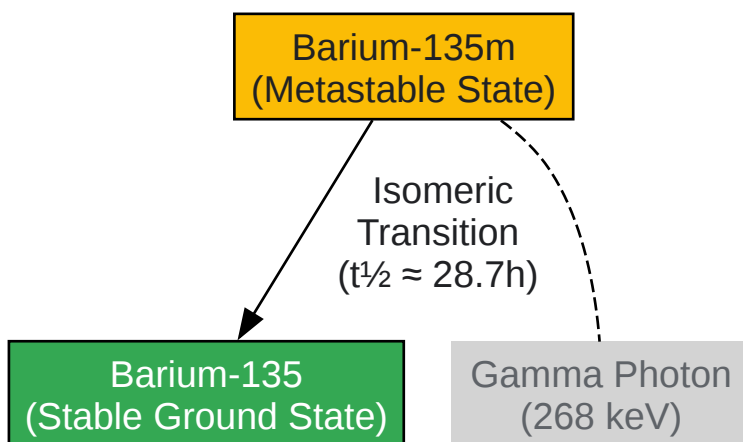 Barium-135m
(Metastable State)
Isomeric
Transition
(t½ ≈ 28.7h)
Barium-135
(Stable Ground State)
Gamma Photon
(268 keV)